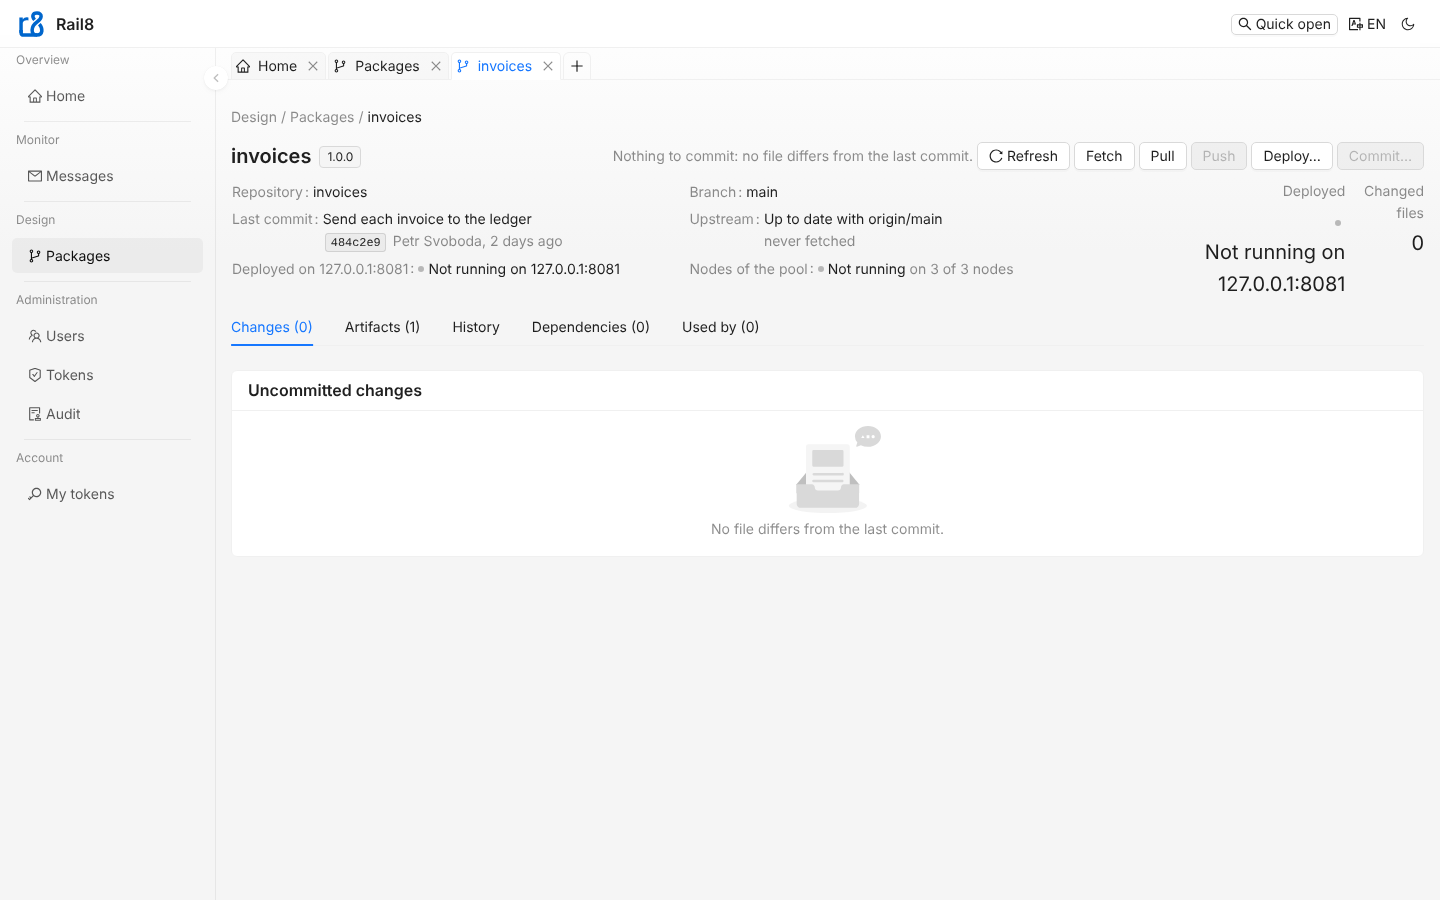 Rail8
Quick open
EN
Overview
Home
Monitor
Messages
Design
Packages
Administration
Users
Tokens
Audit
Account
My tokens
Home
Packages
invoices
Design / Packages / invoices
invoices 1.0.0
Nothing to commit: no file differs from the last commit.
Refresh
Fetch
Pull
Push
Deploy...
Commit...
Repository: invoices
Branch: main
Last commit: Send each invoice to the ledger
484c2e9 Petr Svoboda, 2 days ago
Upstream: Up to date with origin/main
never fetched
Deployed on 127.0.0.1:8081: Not running on 127.0.0.1:8081
Nodes of the pool: Not running on 3 of 3 nodes
Deployed
Not running on
127.0.0.1:8081
Changed
files
0
Changes (0)
Artifacts (1)
History
Dependencies (0)
Used by (0)
Uncommitted changes
No file differs from the last commit.